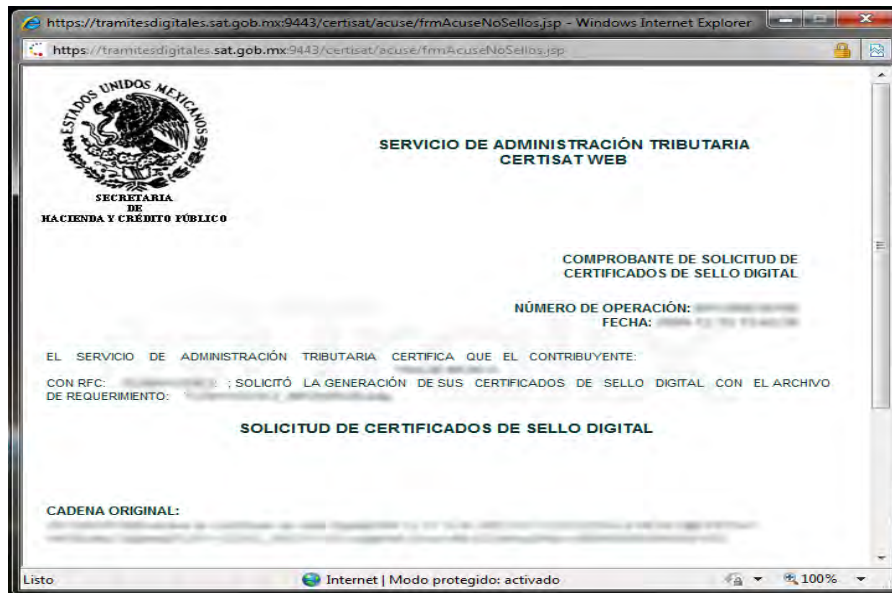 https://tramitesdigitales.sat.gob.mx:9443/certisat/acuse/frmAcuseNoSellos.jsp - Windows Internet Explorer
https://tramitesdigitales.sat.gob.mx:9443/certisat/acuse/frmAcuseNoSellos.jsp
ESTADOS UNIDOS MEXICANOS
SERVICIO DE ADMINISTRACIÓN TRIBUTARIA
CERTISAT WEB
SECRETARIA
DE
HACIENDA Y CRÉDITO PÚBLICO
COMPROBANTE DE SOLICITUD DE
CERTIFICADOS DE SELLO DIGITAL
NÚMERO DE OPERACIÓN:
FECHA:
EL SERVICIO DE ADMINISTRACIÓN TRIBUTARIA CERTIFICA QUE EL CONTRIBUYENTE:
CON RFC: ; SOLICITÓ LA GENERACIÓN DE SUS CERTIFICADOS DE SELLO DIGITAL CON EL ARCHIVO
DE REQUERIMIENTO:
SOLICITUD DE CERTIFICADOS DE SELLO DIGITAL
CADENA ORIGINAL:
Listo
Internet | Modo protegido: activado
100%